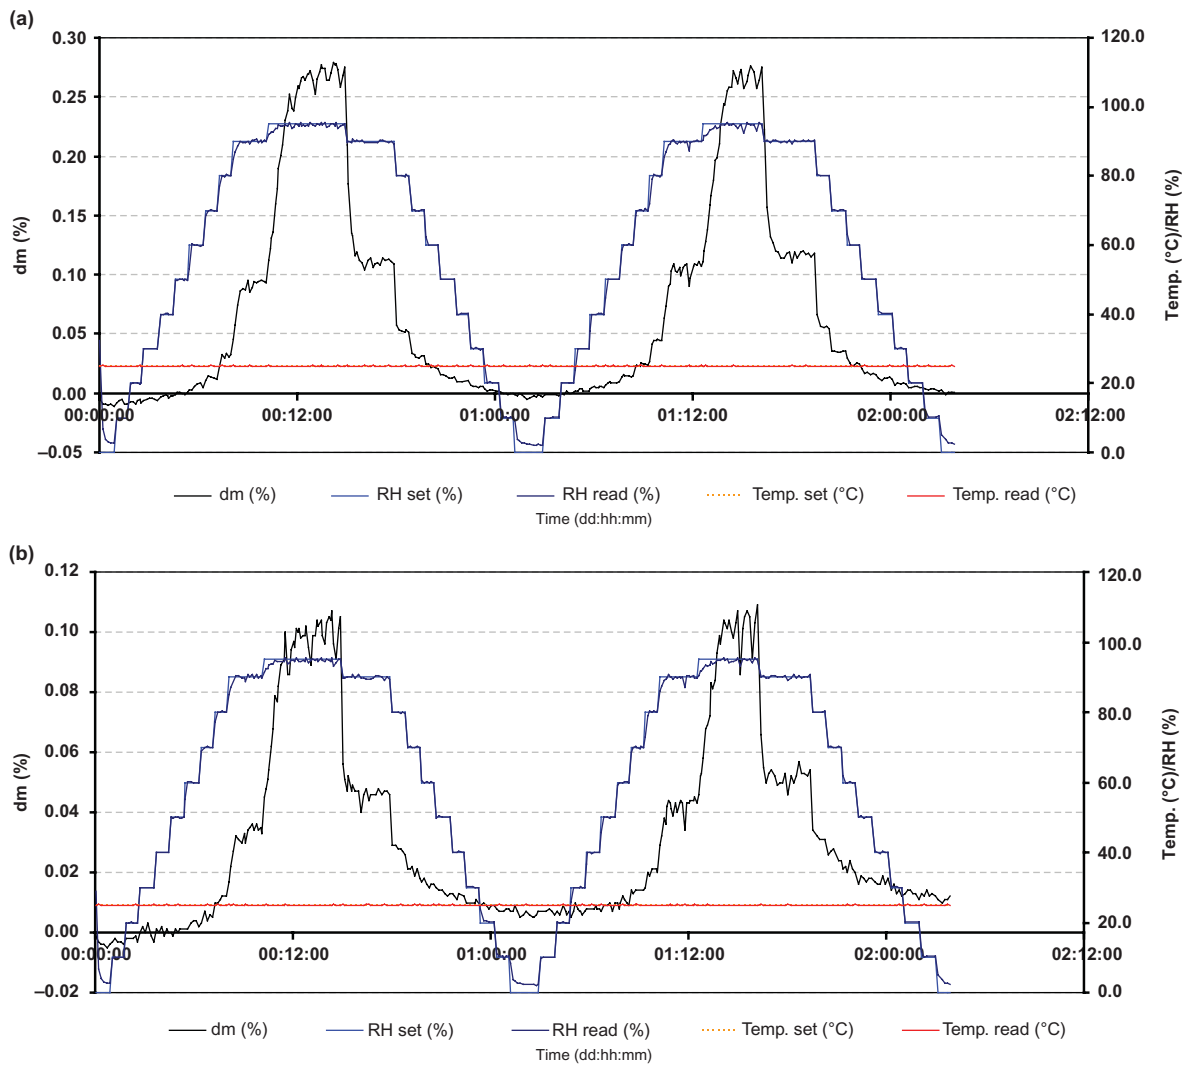 (a)
0.30
0.25
0.20
0.15
0.10
0.05
0.00
–0.05
dm (%)
120.0
100.0
80.0
60.0
40.0
20.0
0.0
Temp. (°C)/RH (%)
00:00:00 00:12:00 01:00:00 01:12:00 02:00:00 02:12:00
dm (%) RH set (%) RH read (%) Temp. set (°C) Temp. read (°C)
Time (dd:hh:mm)
(b)
0.12
0.10
0.08
0.06
0.04
0.02
0.00
–0.02
dm (%)
120.0
100.0
80.0
60.0
40.0
20.0
0.0
Temp. (°C)/RH (%)
00:00:00 00:12:00 01:00:00 01:12:00 02:00:00 02:12:00
dm (%) RH set (%) RH read (%) Temp. set (°C) Temp. read (°C)
Time (dd:hh:mm)